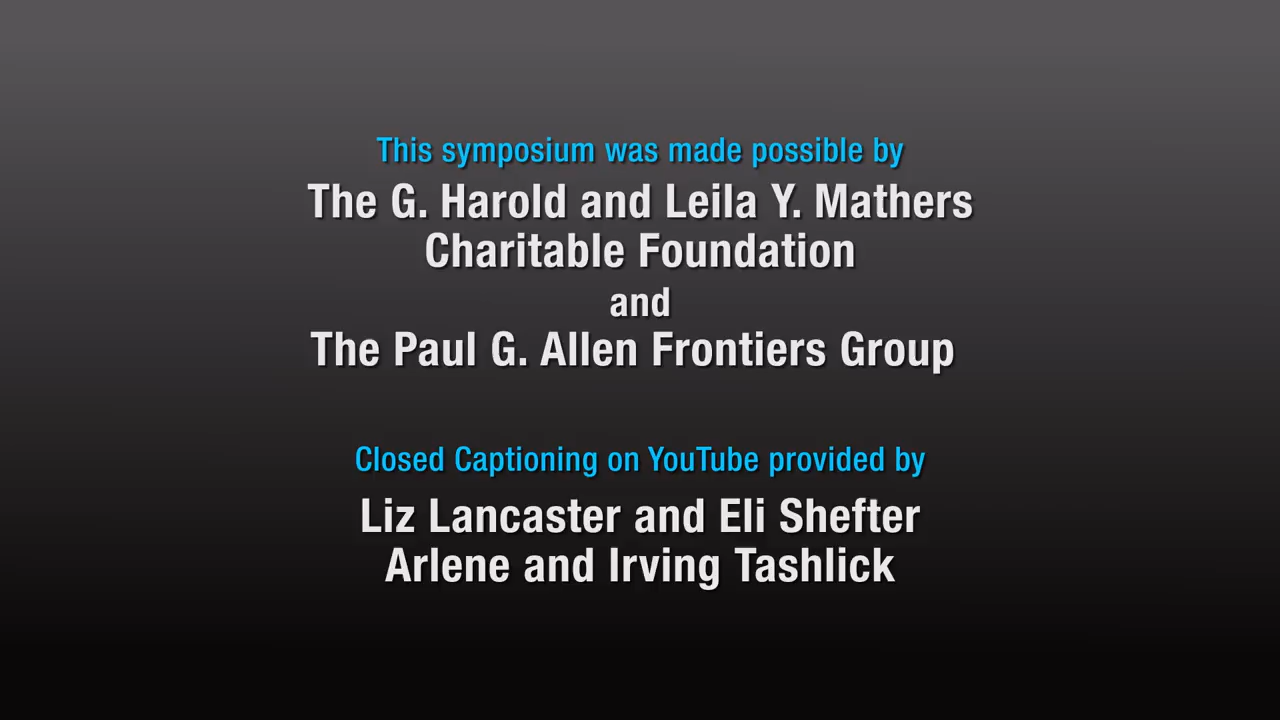 This symposium was made possible by
The G. Harold and Leila Y. Mathers
Charitable Foundation
and
The Paul G. Allen Frontiers Group
Closed Captioning on YouTube provided by
Liz Lancaster and Eli Shefter
Arlene and Irving Tashlick